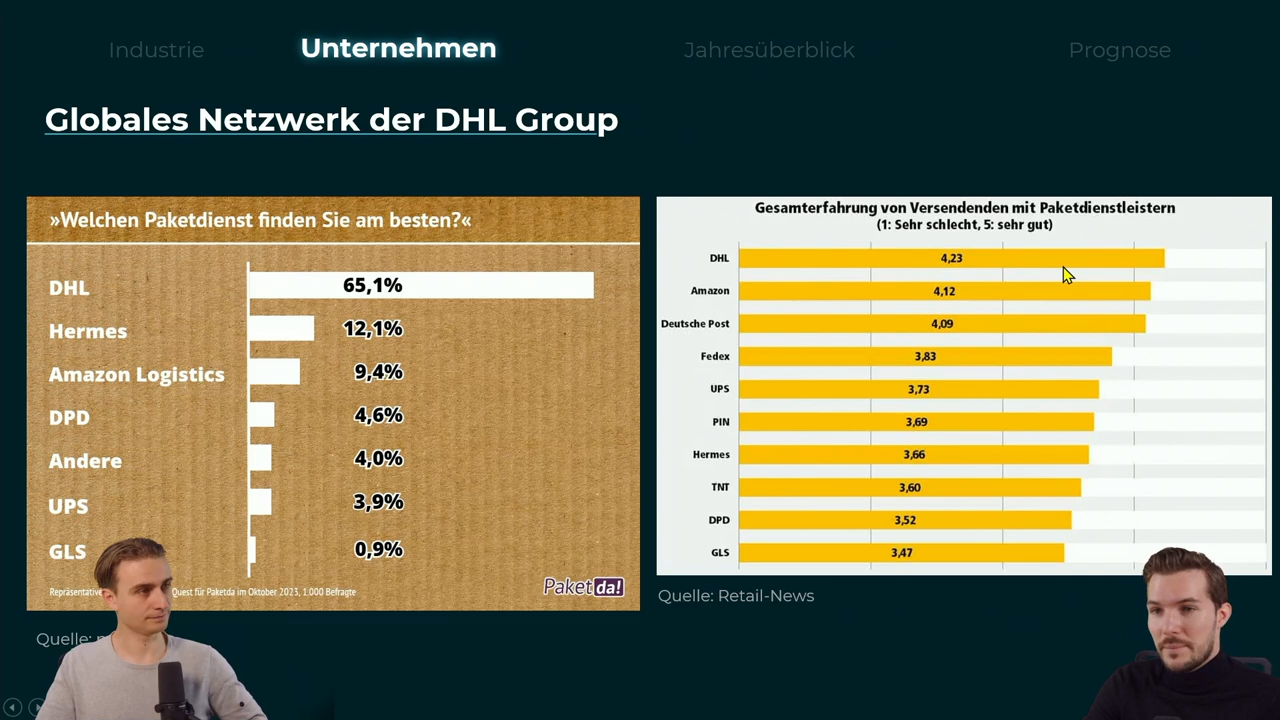 Industrie
Unternehmen
Jahresüberblick
Prognose
Globales Netzwerk der DHL Group
»Welchen Paketdienst finden Sie am besten?«
DHL 65,1%
Hermes 12,1%
Amazon Logistics 9,4%
DPD 4,6%
Andere 4,0%
UPS 3,9%
GLS 0,9%
Quest für Paketda im Oktober 2023, 1.000 Befragte
Paket da!
Quelle:
Gesamterfahrung von Versendenden mit Paketdienstleistern
(1: Sehr schlecht, 5: sehr gut)
DHL 4,23
Amazon 4,12
Deutsche Post 4,09
Fedex 3,83
UPS 3,73
PIN 3,69
Hermes 3,66
TNT 3,60
DPD 3,52
GLS 3,47
Quelle: Retail-News